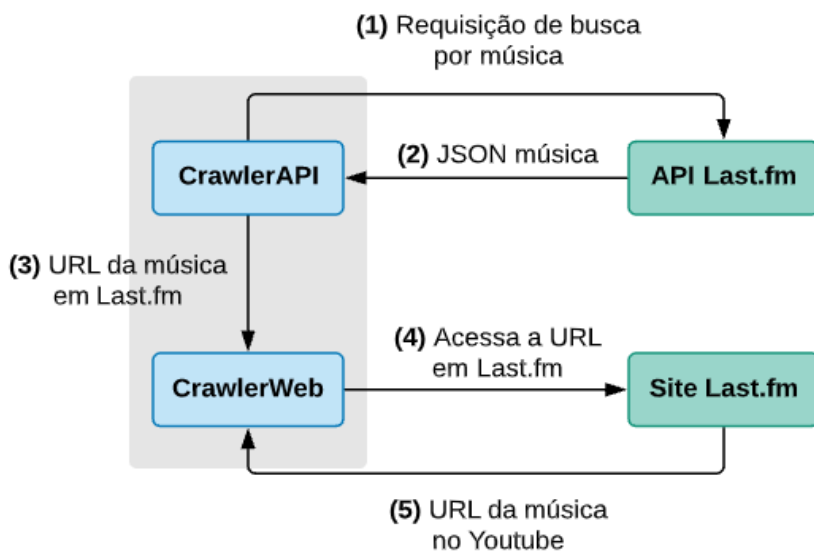 (1) Requisição de busca
por música
CrawlerAPI
(2) JSON música
API Last.fm
(3) URL da música
em Last.fm
(4) Acessa a URL
em Last.fm
CrawlerWeb
Site Last.fm
(5) URL da música
no Youtube